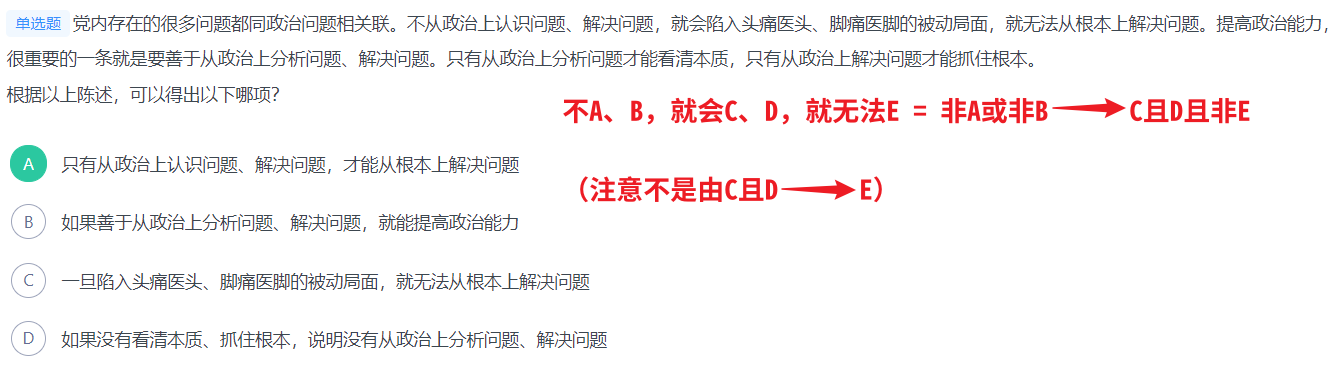 单选题 党内存在的很多问题都同政治问题相关联。不从政治上认识问题、解决问题，就会陷入头痛医头、脚痛医脚的被动局面，就无法从根本上解决问题。提高政治能力，
很重要的一条就是要善于从政治上分析问题、解决问题。只有从政治上分析问题才能看清本质，只有从政治上解决问题才能抓住根本。
根据以上陈述，可以得出以下哪项？
不A、B，就会C、D，就无法E = 非A或非B → C且D且非E
A 只有从政治上认识问题、解决问题，才能从根本上解决问题
（注意不是由C且D → E）
B 如果善于从政治上分析问题、解决问题，就能提高政治能力
C 一旦陷入头痛医头、脚痛医脚的被动局面，就无法从根本上解决问题
D 如果没有看清本质、抓住根本，说明没有从政治上分析问题、解决问题